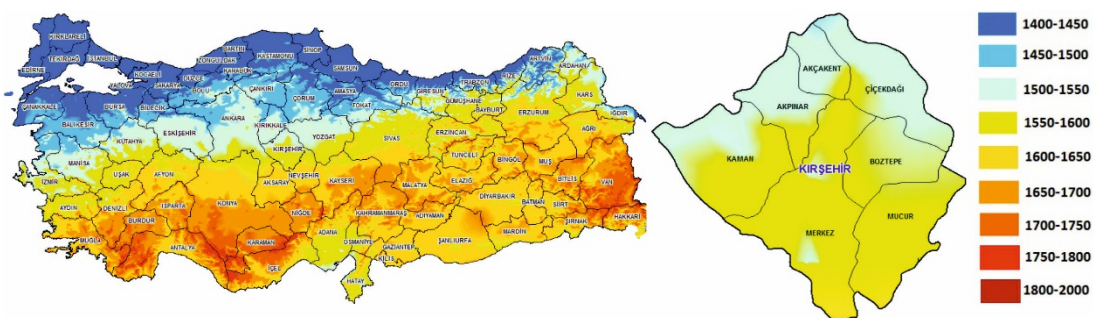 KIRKLARELİ
TEKİRDAĞ
İSTANBUL
EDİRNE
KOCAELİ
YALOVA
SAKARYA
DÜZCE
BOLU
ZONGULDAK
BARTIN
KARABÜK
KASTAMONU
SİNOP
SAMSUN
ÇANKIRI
ÇORUM
AMASYA
TOKAT
ORDU
GİRESUN
TRABZON
RİZE
ARTVİN
ARDAHAN
GÜMÜŞHANE
BAYBURT
KARS
IĞDIR
ÇANAKKALE
BALIKESİR
BURSA
BİLECİK
ESKİŞEHİR
KÜTAHYA
ANKARA
KIRIKKALE
YOZGAT
SİVAS
ERZİNCAN
ERZURUM
AĞRI
MANİSA
İZMİR
UŞAK
AFYON
KIRŞEHİR
NEVŞEHİR
AKSARAY
KAYSERİ
MALATYA
ELAZIĞ
TUNCELİ
BİNGÖL
MUŞ
BİTLİS
VAN
AYDIN
DENİZLİ
ISPARTA
BURDUR
KONYA
NİĞDE
KAHRAMANMARAŞ
ADIYAMAN
DİYARBAKIR
BATMAN
SİİRT
ŞIRNAK
HAKKARİ
MUĞLA
ANTALYA
KARAMAN
İÇEL
ADANA
OSMANİYE
GAZİANTEP
KİLİS
HATAY
ŞANLIURFA
MARDİN
AKÇAKENT
ÇİÇEKDAĞI
AKPINAR
KAMAN
KIRŞEHİR
BOZTEPE
MUCUR
MERKEZ
1400-1450
1450-1500
1500-1550
1550-1600
1600-1650
1650-1700
1700-1750
1750-1800
1800-2000